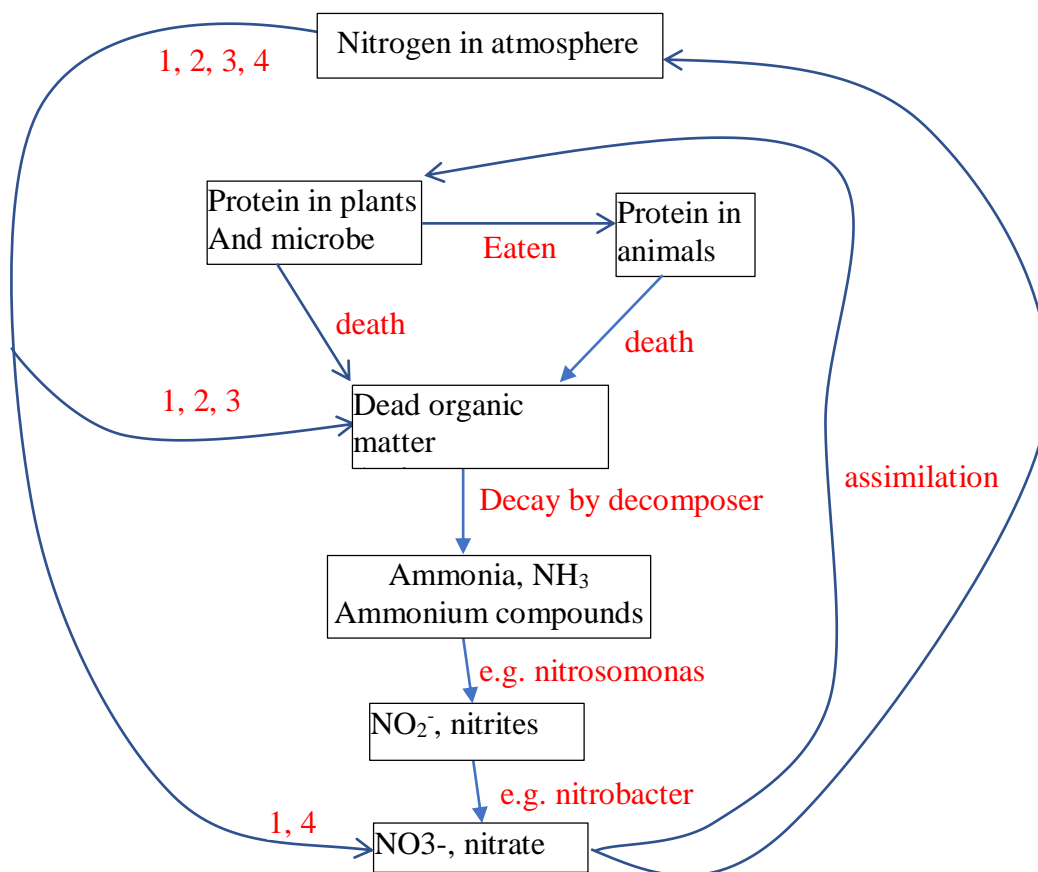 Nitrogen in atmosphere
1, 2, 3, 4
Protein in plants
And microbe
Eaten
Protein in
animals
death
death
1, 2, 3
Dead organic
matter
assimilation
Decay by decomposer
Ammonia, NH₃
Ammonium compounds
e.g. nitrosomonas
NO₂⁻, nitrites
e.g. nitrobacter
1, 4
NO3-, nitrate